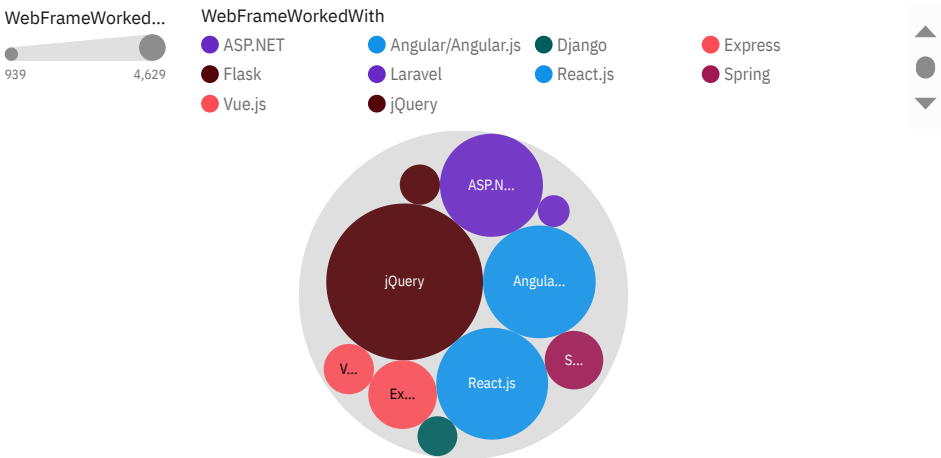 WebFrameWorked...
939 4,629
WebFrameWorkedWith
ASP.NET Angular/Angular.js Django Express
Flask Laravel React.js Spring
Vue.js jQuery
ASP.N...
jQuery Angula...
S...
V...
React.js
Ex...